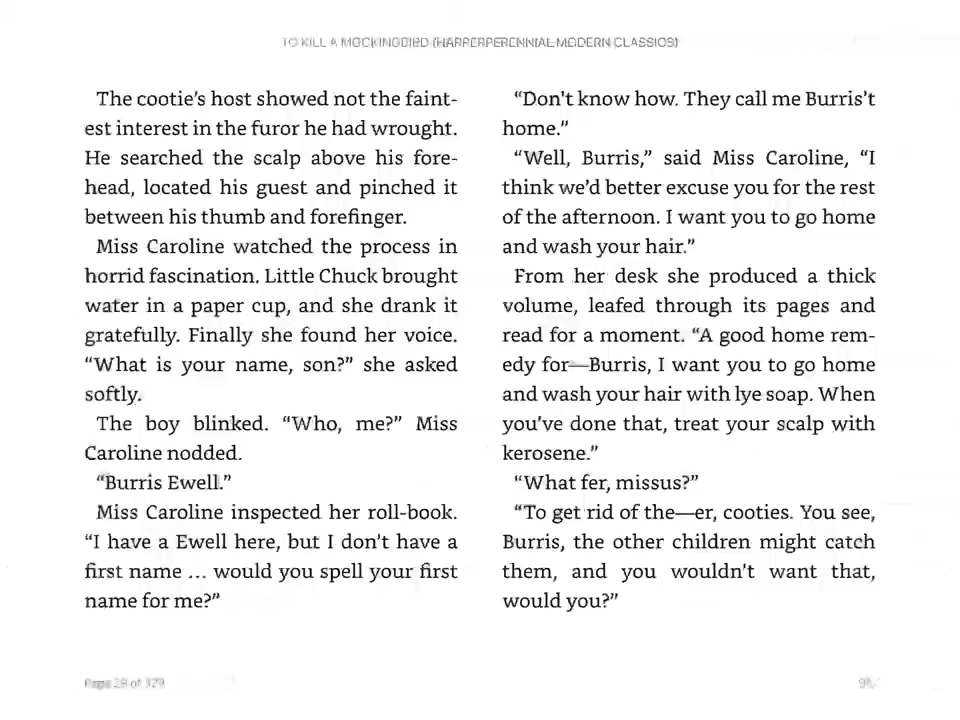 TO KILL A MOCKINGBIRD (HARPERPERENNIAL MODERN CLASSICS)
The cootie’s host showed not the faint-
est interest in the furor he had wrought.
He searched the scalp above his fore-
head, located his guest and pinched it
between his thumb and forefinger.
Miss Caroline watched the process in
horrid fascination. Little Chuck brought
water in a paper cup, and she drank it
gratefully. Finally she found her voice.
“What is your name, son?” she asked
softly.
The boy blinked. “Who, me?” Miss
Caroline nodded.
“Burris Ewell.”
Miss Caroline inspected her roll-book.
“I have a Ewell here, but I don’t have a
first name ... would you spell your first
name for me?”
“Don’t know how. They call me Burris’t
home.”
“Well, Burris,” said Miss Caroline, “I
think we’d better excuse you for the rest
of the afternoon. I want you to go home
and wash your hair.”
From her desk she produced a thick
volume, leafed through its pages and
read for a moment. “A good home rem-
edy for—Burris, I want you to go home
and wash your hair with lye soap. When
you’ve done that, treat your scalp with
kerosene.”
“What fer, missus?”
“To get rid of the—er, cooties. You see,
Burris, the other children might catch
them, and you wouldn’t want that,
would you?”
Page 29 of 323